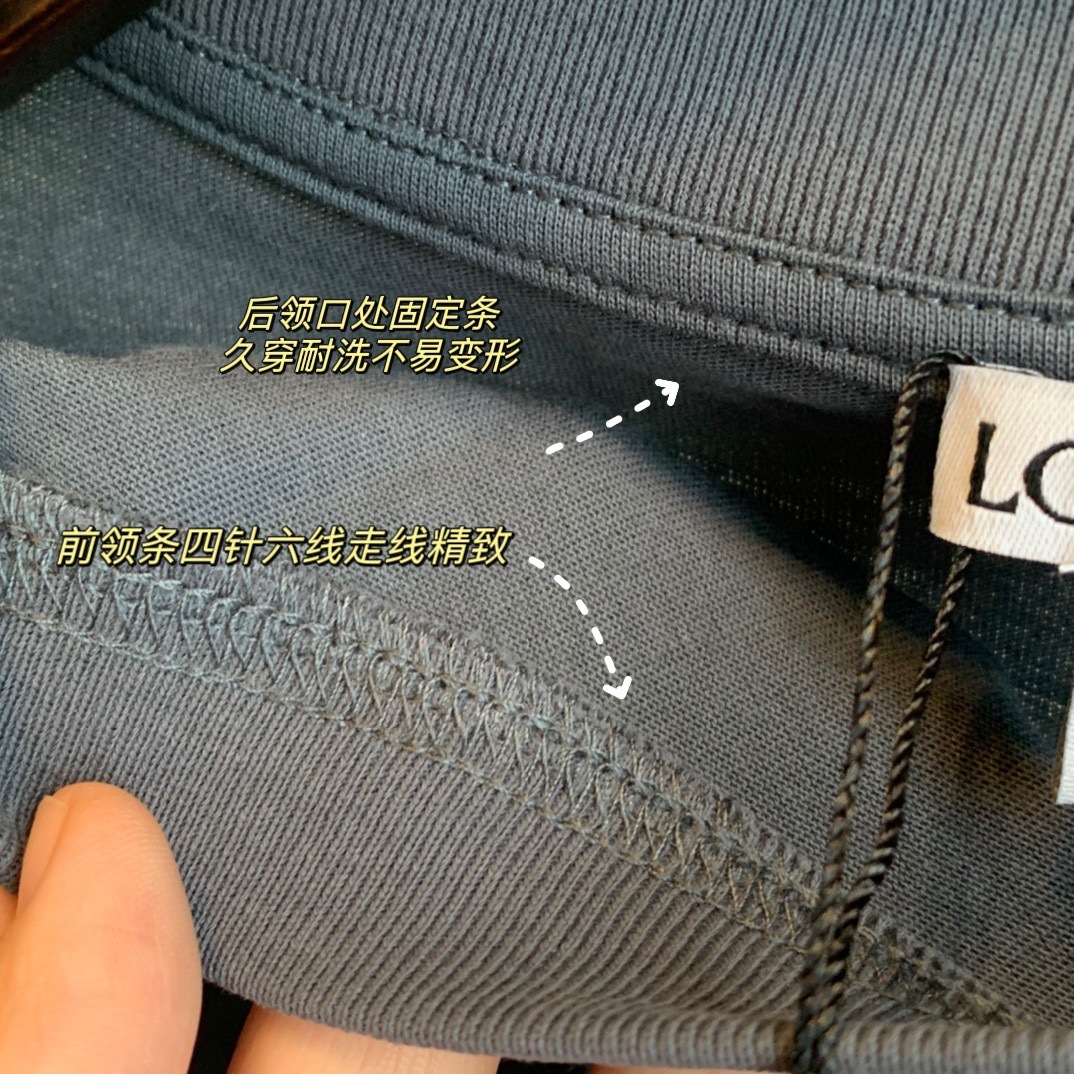 后领口处固定条
久穿耐洗不易变形
LO
前领条四针六线走线精致